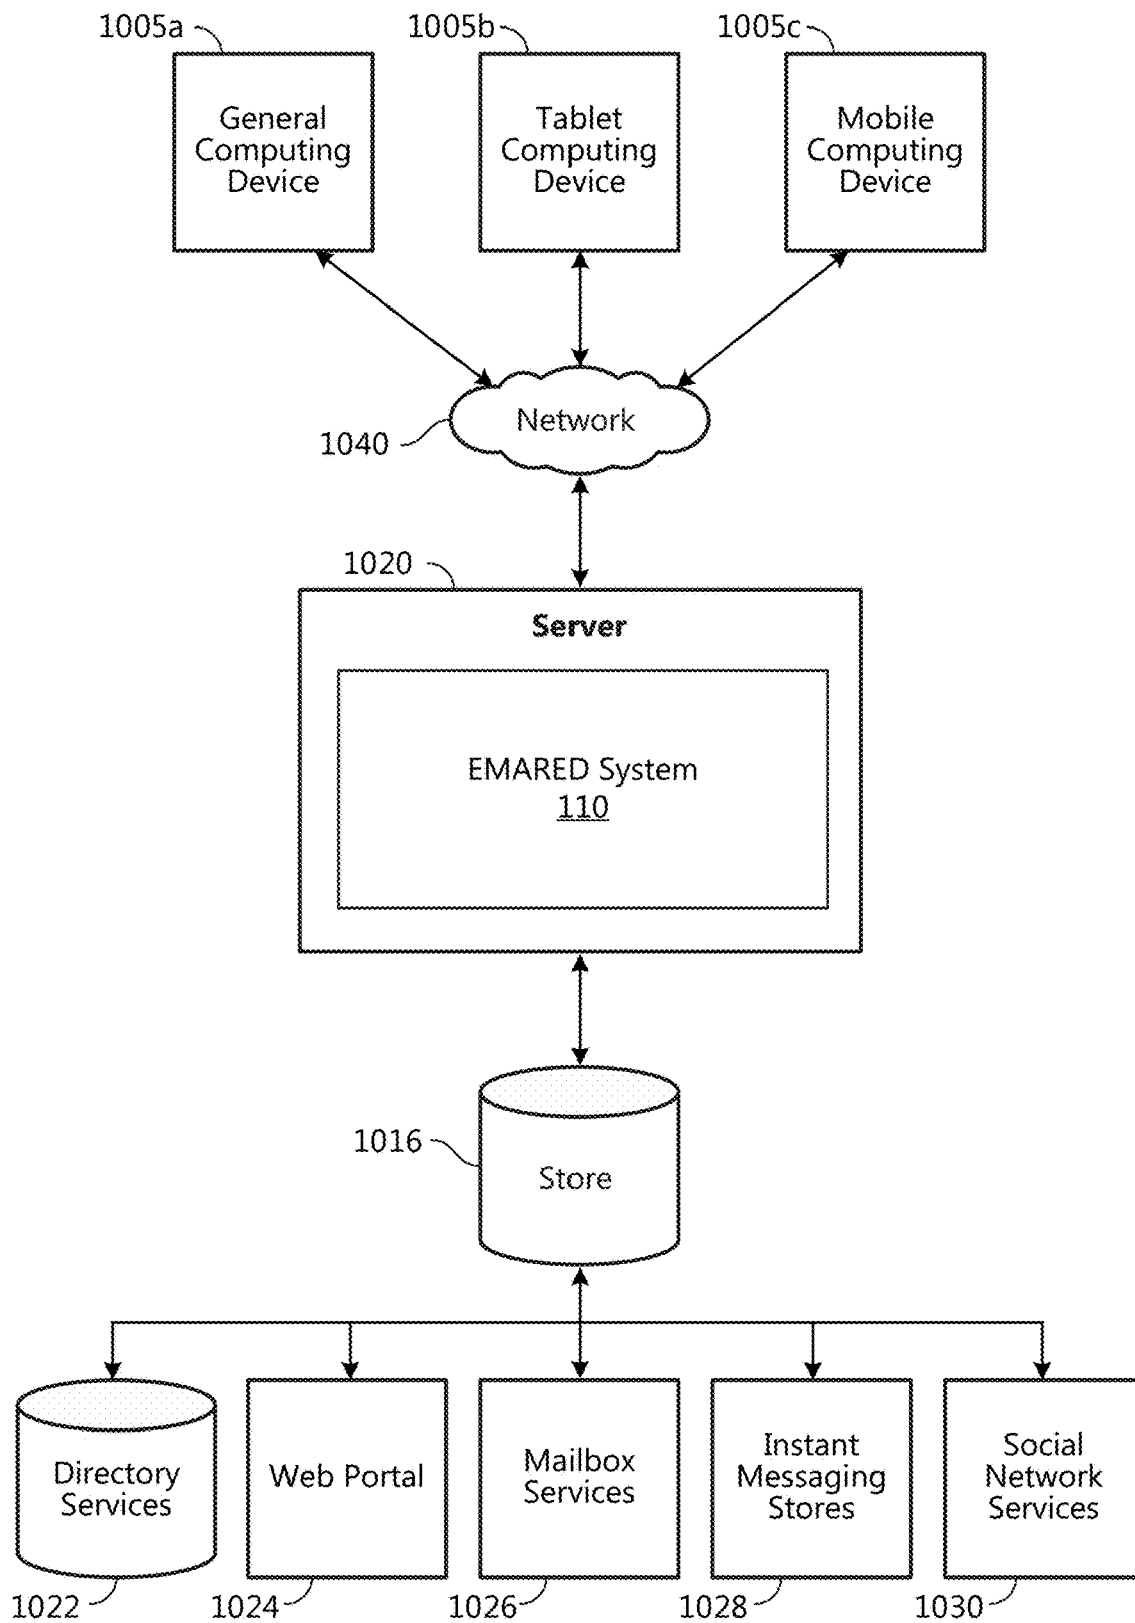 1005a
1005b
1005c
General
Computing
Device
Tablet
Computing
Device
Mobile
Computing
Device
Network
1040
1020
Server
EMARED System
110
1016
Store
Directory
Services
Web Portal
Mailbox
Services
Instant
Messaging
Stores
Social
Network
Services
1022
1024
1026
1028
1030